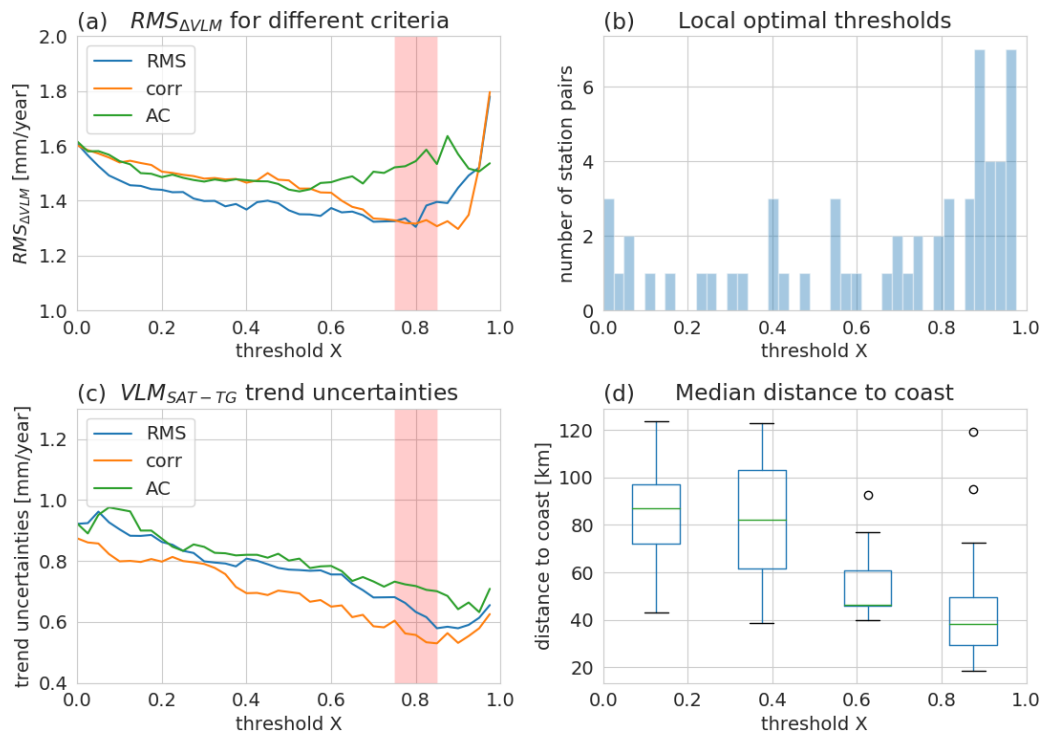 (a) RMS_ΔVLM for different criteria
RMS_ΔVLM [mm/year]
2.0
1.8
1.6
1.4
1.2
1.0
RMS
corr
AC
0.0 0.2 0.4 0.6 0.8 1.0
threshold X
(b) Local optimal thresholds
number of station pairs
6
4
2
0
0.0 0.2 0.4 0.6 0.8 1.0
threshold X
(c) VLM_SAT−TG trend uncertainties
trend uncertainties [mm/year]
1.2
1.0
0.8
0.6
0.4
RMS
corr
AC
0.0 0.2 0.4 0.6 0.8 1.0
threshold X
(d) Median distance to coast
distance to coast [km]
120
100
80
60
40
20
0.0 0.2 0.4 0.6 0.8 1.0
threshold X